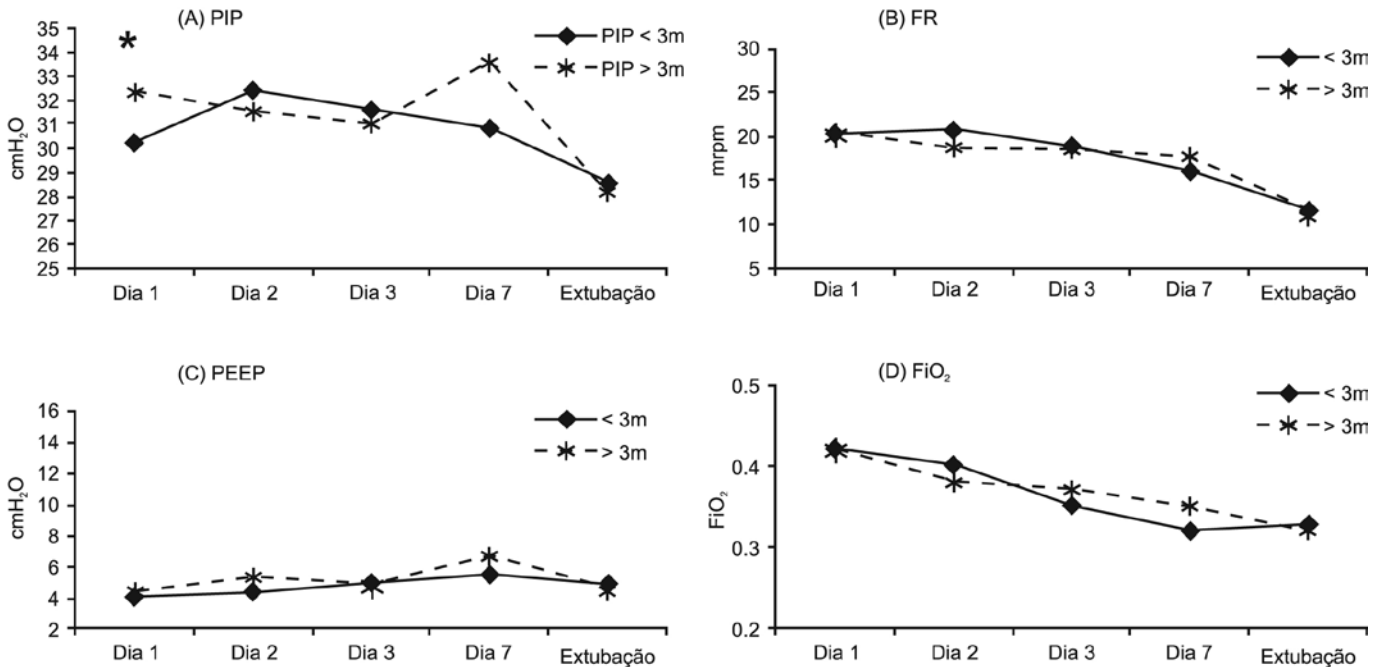 (A) PIP
35
34
33
32
31
30
29
28
27
26
25
cmH₂O
*
PIP < 3m
PIP > 3m
Dia 1 Dia 2 Dia 3 Dia 7 Extubação
(B) FR
30
25
20
15
10
5
mrpm
< 3m
> 3m
Dia 1 Dia 2 Dia 3 Dia 7 Extubação
(C) PEEP
16
14
12
10
8
6
4
2
cmH₂O
< 3m
> 3m
Dia 1 Dia 2 Dia 3 Dia 7 Extubação
(D) FiO₂
0.5
0.4
0.3
0.2
FiO₂
< 3m
> 3m
Dia 1 Dia 2 Dia 3 Dia 7 Extubação